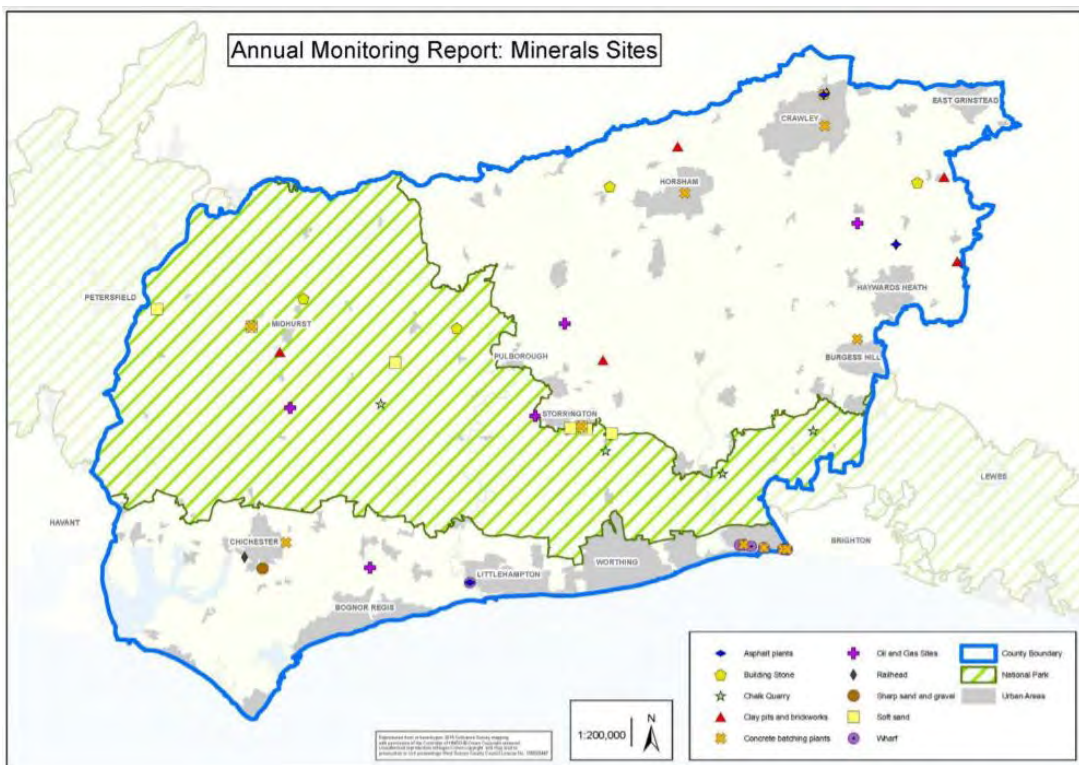 Annual Monitoring Report: Minerals Sites
EAST GRINSTEAD
CRAWLEY
HORSHAM
HAYWARDS HEATH
PETERSFIELD
MIDHURST
BURGESS HILL
PULBOROUGH
STORRINGTON
LEWES
HAVANT
CHICHESTER
BRIGHTON
WORTHING
LITTLEHAMPTON
BOGNOR REGIS
Asphalt plants
Building Stone
Chalk Quarry
Clay pits and brickworks
Concrete batching plants
Oil and Gas Sites
Railhead
Sharp sand and gravel
Soft sand
Wharf
County Boundary
National Park
Urban Areas
1:200,000
N